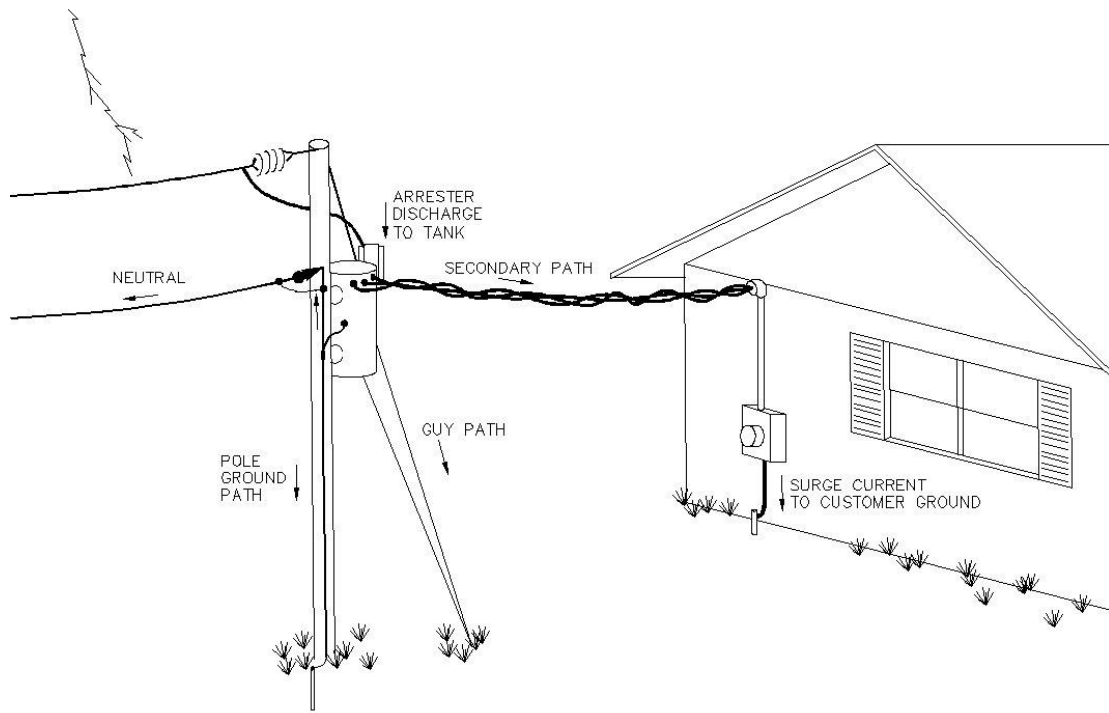 ARRESTER
DISCHARGE
TO TANK
NEUTRAL
SECONDARY PATH
GUY PATH
POLE
GROUND
PATH
SURGE CURRENT
TO CUSTOMER GROUND